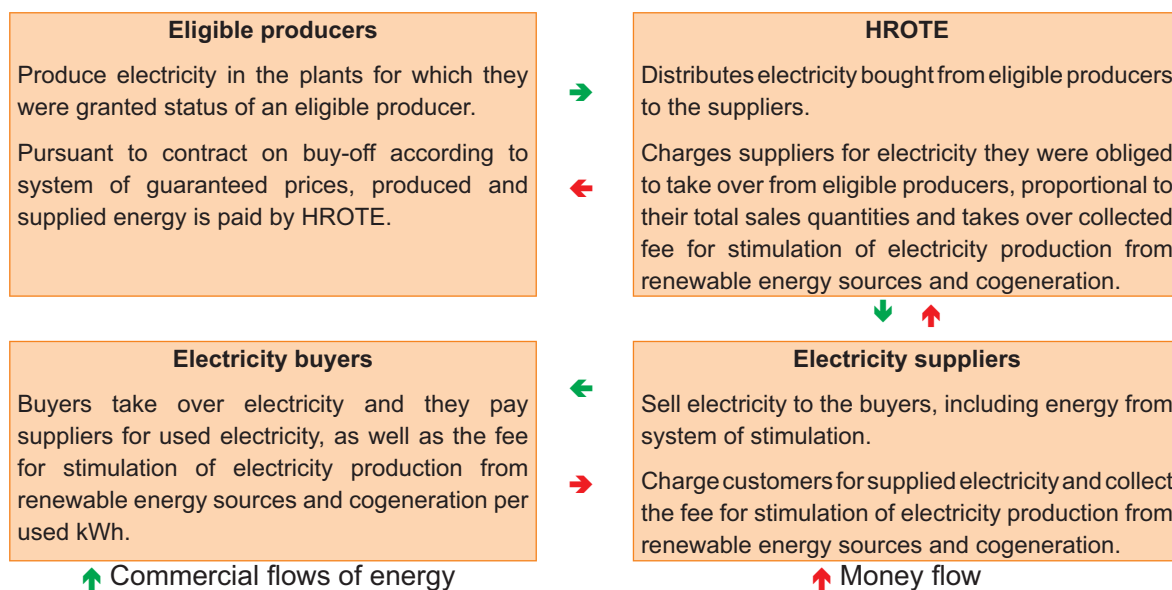 Eligible producers
Produce electricity in the plants for which they
were granted status of an eligible producer.
Pursuant to contract on buy-off according to
system of guaranteed prices, produced and
supplied energy is paid by HROTE.
HROTE
Distributes electricity bought from eligible producers
to the suppliers.
Charges suppliers for electricity they were obliged
to take over from eligible producers, proportional to
their total sales quantities and takes over collected
fee for stimulation of electricity production from
renewable energy sources and cogeneration.
Electricity buyers
Buyers take over electricity and they pay
suppliers for used electricity, as well as the fee
for stimulation of electricity production from
renewable energy sources and cogeneration per
used kWh.
Electricity suppliers
Sell electricity to the buyers, including energy from
system of stimulation.
Charge customers for supplied electricity and collect
the fee for stimulation of electricity production from
renewable energy sources and cogeneration.
Commercial flows of energy
Money flow